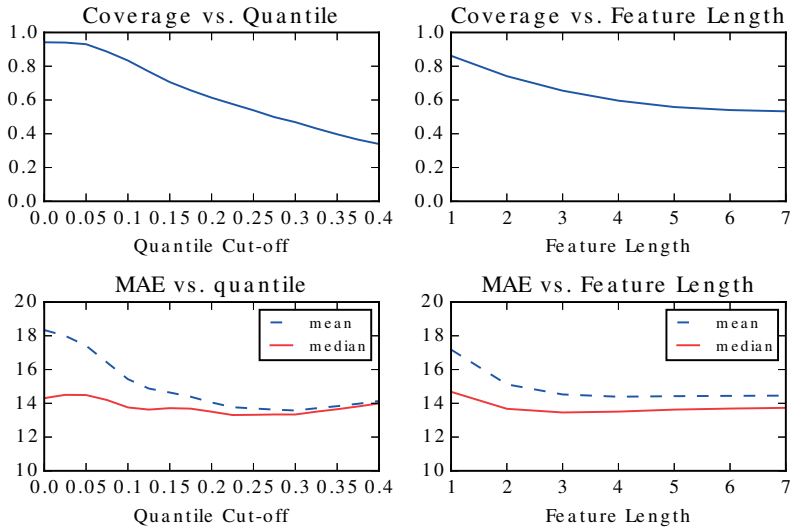 Coverage vs. Quantile
1.0
0.8
0.6
0.4
0.2
0.0
0.0 0.05 0.1 0.15 0.2 0.25 0.3 0.35 0.4
Quantile Cut-off
Coverage vs. Feature Length
1.0
0.8
0.6
0.4
0.2
0.0
1 2 3 4 5 6 7
Feature Length
MAE vs. quantile
20
18
16
14
12
10
mean
median
0.0 0.05 0.1 0.15 0.2 0.25 0.3 0.35 0.4
Quantile Cut-off
MAE vs. Feature Length
20
18
16
14
12
10
mean
median
1 2 3 4 5 6 7
Feature Length